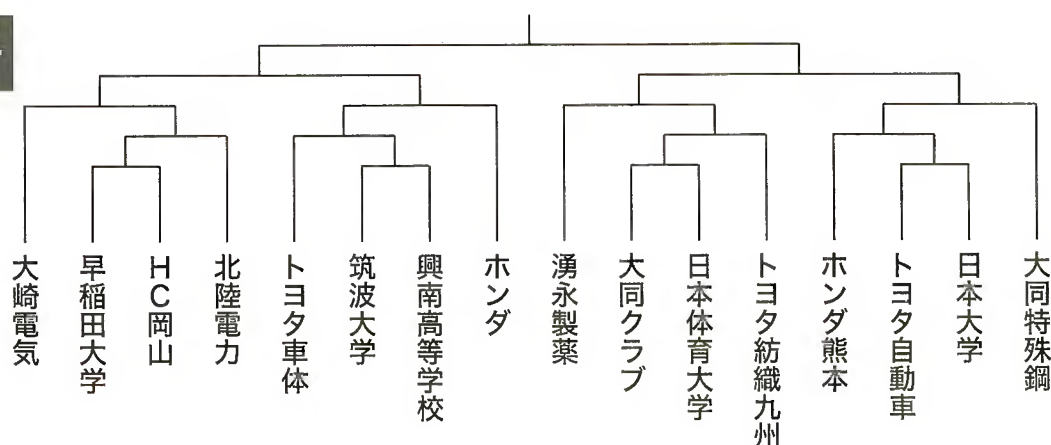 大崎電気
早稲田大学
HC岡山
北陸電力
トヨタ車体
筑波大学
興南高等学校
ホンダ
湧永製薬
大同クラブ
日本体育大学
トヨタ紡織九州
ホンダ熊本
トヨタ自動車
日本大学
大同特殊鋼